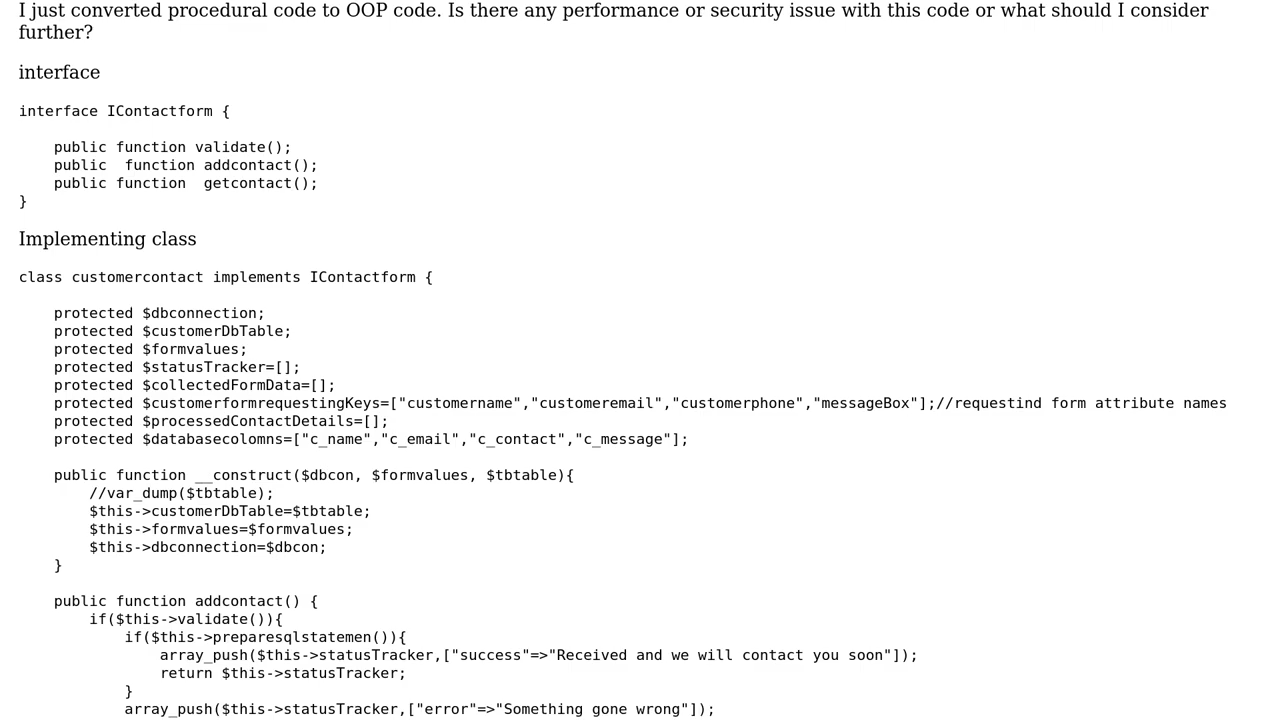 I just converted procedural code to OOP code. Is there any performance or security issue with this code or what should I consider
further?
interface
interface IContactform {
    public function validate();
    public  function addcontact();
    public function  getcontact();
}
Implementing class
class customercontact implements IContactform {
    protected $dbconnection;
    protected $customerDbTable;
    protected $formvalues;
    protected $statusTracker=[];
    protected $collectedFormData=[];
    protected $customerformrequestingKeys=["customername","customeremail","customerphone","messageBox"];//requestind form attribute names
    protected $processedContactDetails=[];
    protected $databasecolomns=["c_name","c_email","c_contact","c_message"];
    public function __construct($dbcon, $formvalues, $tbtable){
        //var_dump($tbtable);
        $this->customerDbTable=$tbtable;
        $this->formvalues=$formvalues;
        $this->dbconnection=$dbcon;
    }
    public function addcontact() {
        if($this->validate()){
            if($this->preparesqlstatemen()){
                array_push($this->statusTracker,["success"=>"Received and we will contact you soon"]);
                return $this->statusTracker;
            }
            array_push($this->statusTracker,["error"=>"Something gone wrong"]);